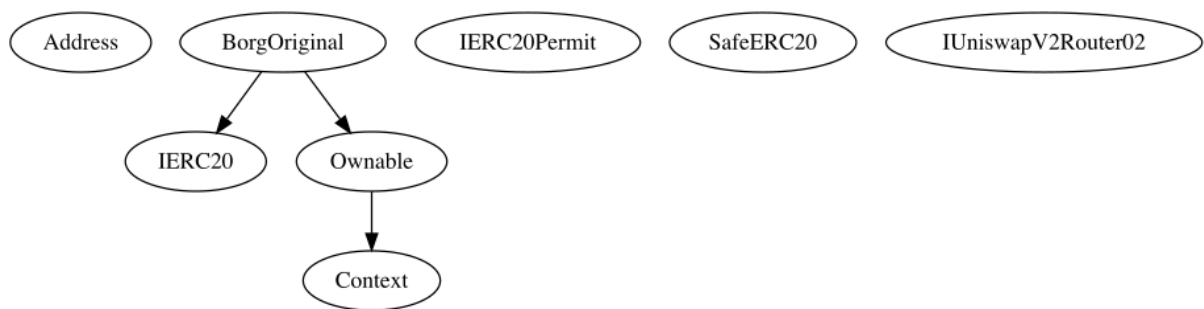 Address
BorgOriginal
IERC20Permit
SafeERC20
IUniswapV2Router02
IERC20
Ownable
Context